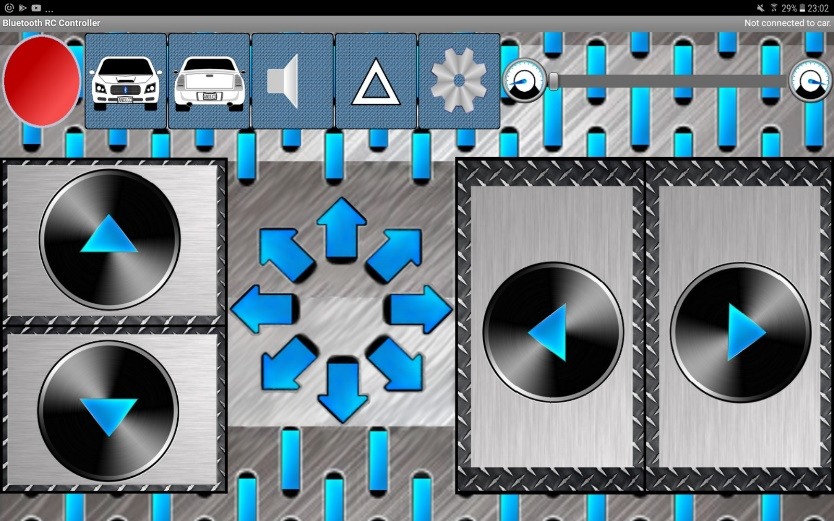 ... 29% 23:02
Bluetooth RC Controller Not connected to car.